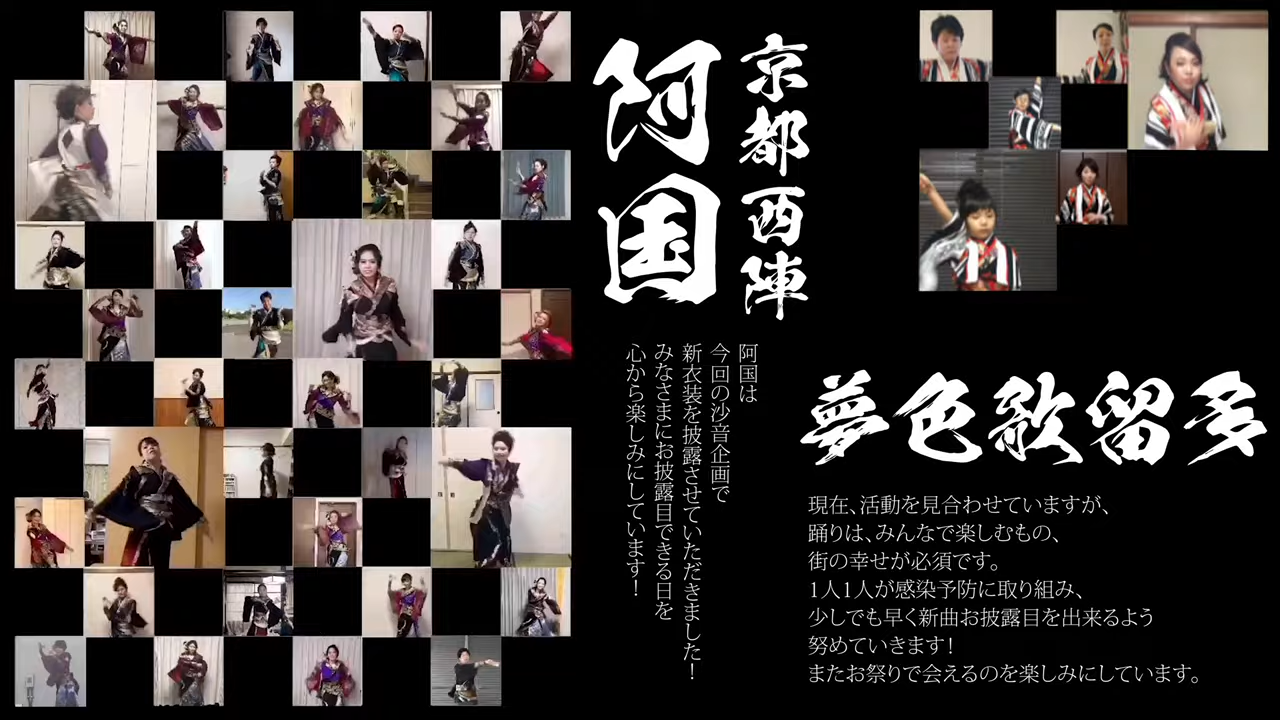 京都西陣
阿国
阿国は
今回の沙音企画で
新衣装を披露させていただきました！
みなさまにお披露目できる日を
心から楽しみにしています！
夢色歌留多
現在、活動を見合わせていますが、
踊りは、みんなで楽しむもの、
街の幸せが必須です。
1人1人が感染予防に取り組み、
少しでも早く新曲お披露目を出来るよう
努めていきます！
またお祭りで会えるのを楽しみにしています。